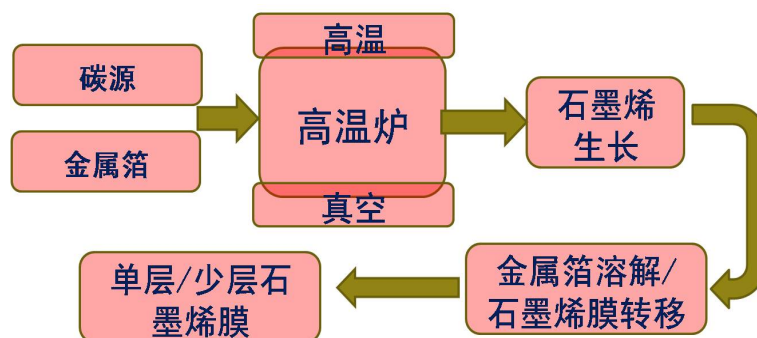 碳源
金属箔
高温
高温炉
真空
石墨烯
生长
金属箔溶解/
石墨烯膜转移
单层/少层石
墨烯膜